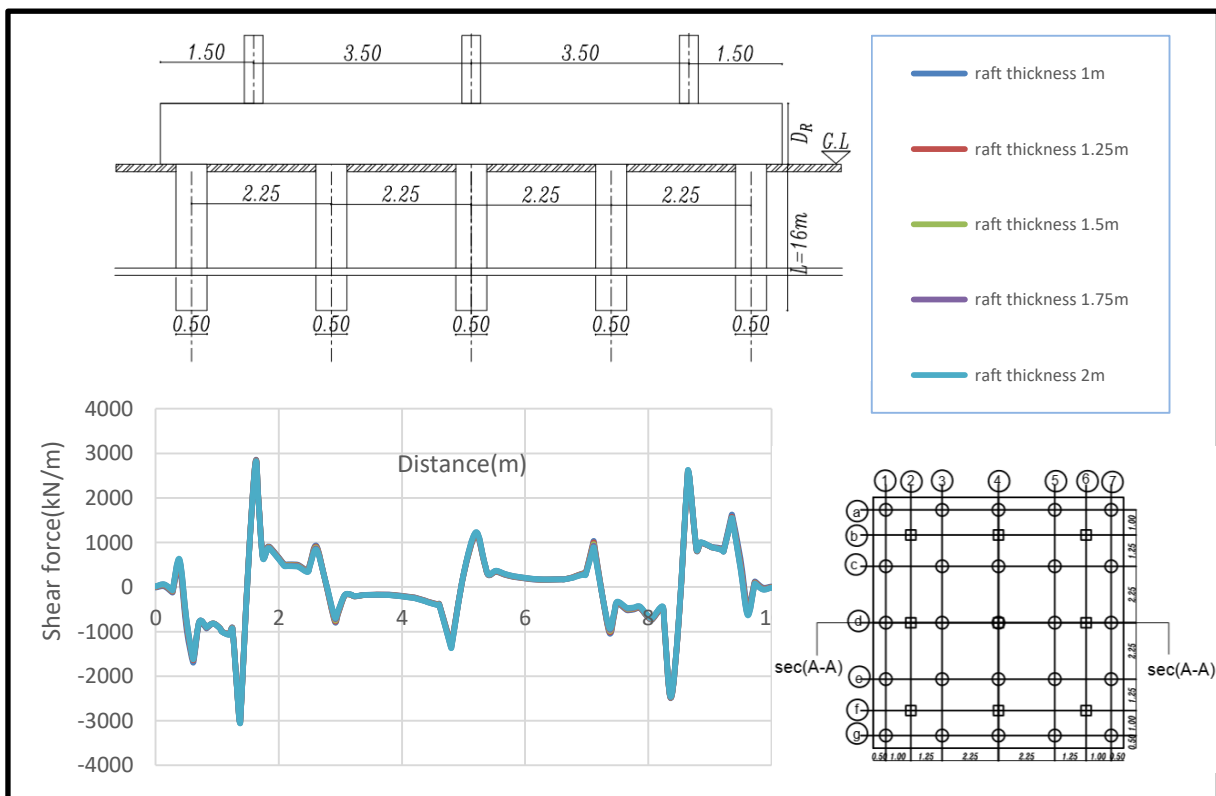 1.50 3.50 3.50 1.50
D_R
G.L
2.25 2.25 2.25 2.25
L=16m
0.50 0.50 0.50 0.50 0.50
raft thickness 1m
raft thickness 1.25m
raft thickness 1.5m
raft thickness 1.75m
raft thickness 2m
Shear force(kN/m)
4000
3000
2000
1000
0
-1000
-2000
-3000
-4000
Distance(m)
0 2 4 6 8 1
1 2 3 4 5 6 7
a
b
c
d
e
f
g
1.00
1.25
2.25
2.25
1.25
1.00
0.50
sec(A-A) sec(A-A)
0.50 1.00 1.25 2.25 2.25 1.25 1.00 0.50